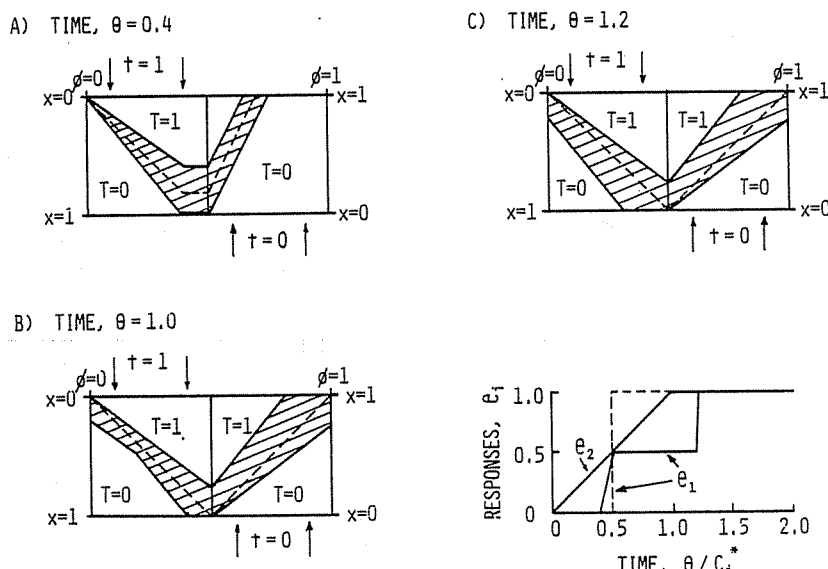 A) TIME, θ=0.4
ϕ=0
t=1
ϕ=1
x=0
x=1
T=1
T=0
T=0
x=1
x=0
t=0
B) TIME, θ=1.0
ϕ=0
t=1
ϕ=1
x=0
x=1
T=1
T=1
T=0
T=0
x=1
x=0
t=0
C) TIME, θ=1.2
ϕ=0
t=1
ϕ=1
x=0
x=1
T=1
T=1
T=0
T=0
x=1
x=0
t=0
RESPONSES, ei
1.0
0.5
0
e2
e1
0 0.5 1.0 1.5 2.0